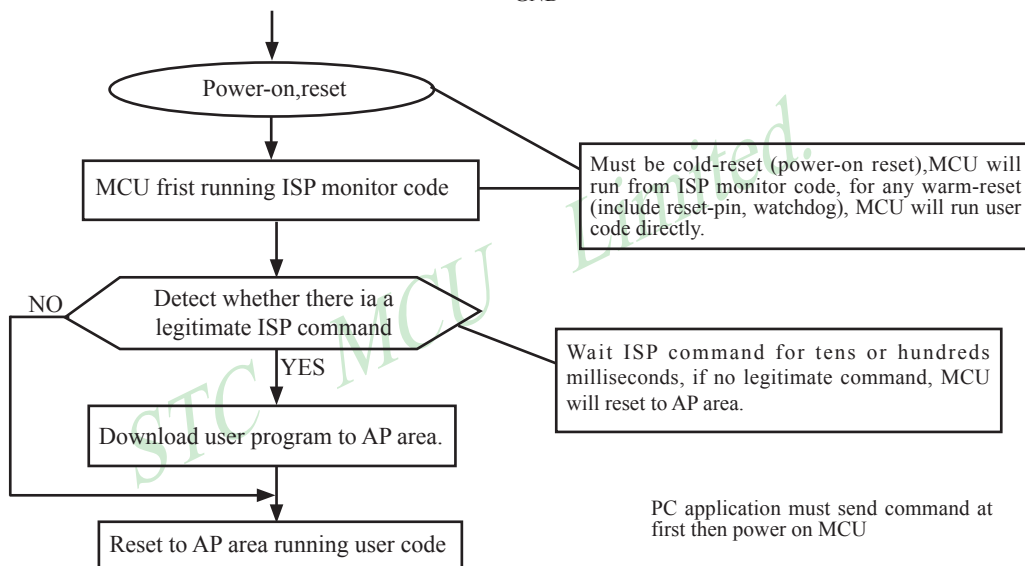 Power-on,reset
MCU frist running ISP monitor code
Must be cold-reset (power-on reset),MCU will
run from ISP monitor code, for any warm-reset
(include reset-pin, watchdog), MCU will run user
code directly.
NO
Detect whether there ia a
legitimate ISP command
YES
Wait ISP command for tens or hundreds
milliseconds, if no legitimate command, MCU
will reset to AP area.
Download user program to AP area.
PC application must send command at
first then power on MCU
Reset to AP area running user code
STC MCU Limited.